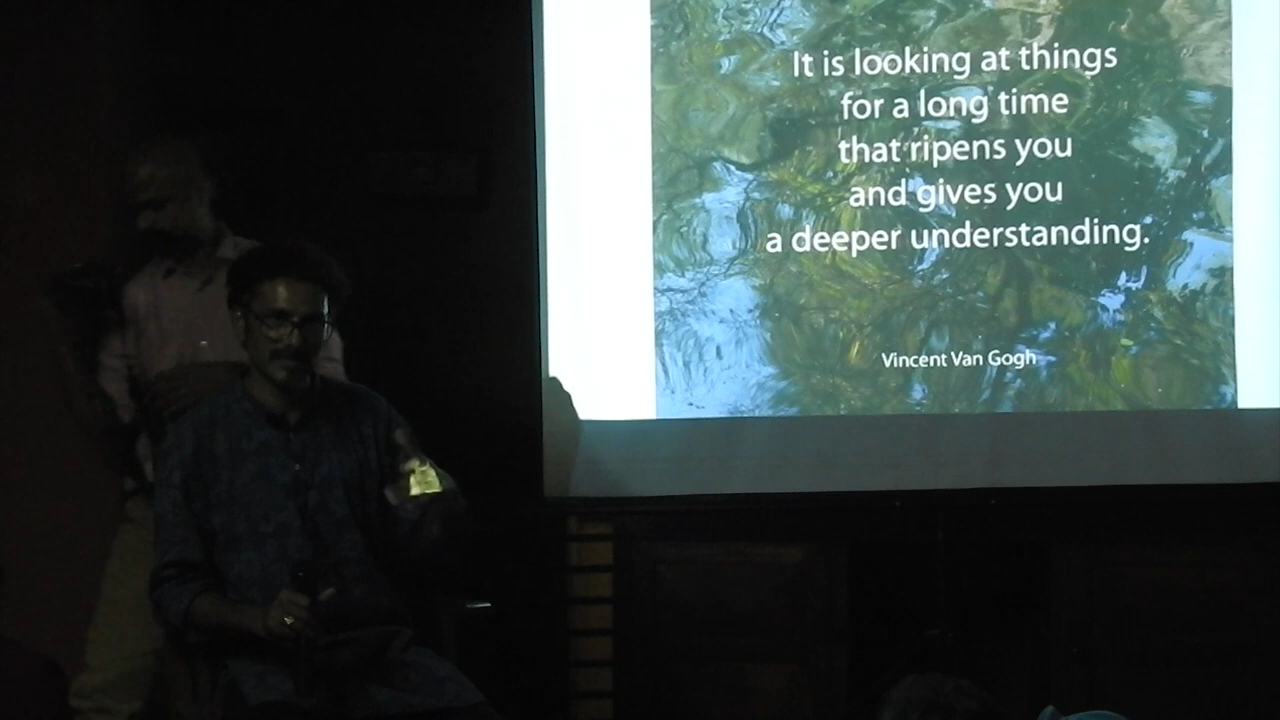 It is looking at things
for a long time
that ripens you
and gives you
a deeper understanding.
Vincent Van Gogh